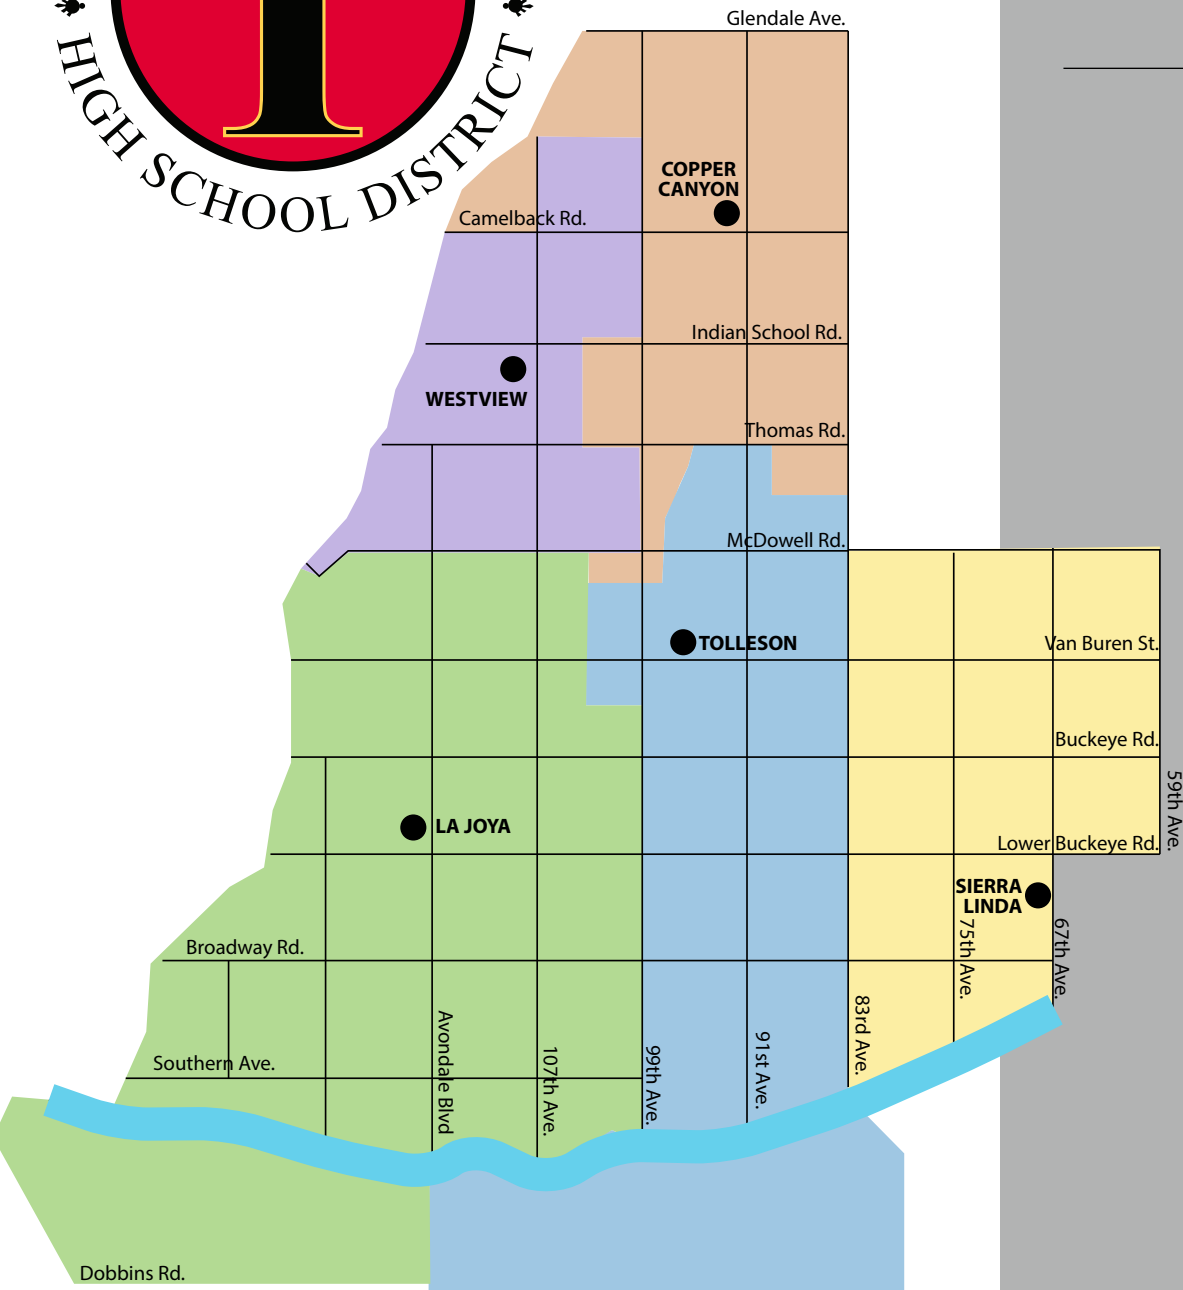 HIGH SCHOOL DISTRICT
Glendale Ave.
COPPER
CANYON
Camelback Rd.
Indian School Rd.
WESTVIEW
Thomas Rd.
McDowell Rd.
TOLLESON
Van Buren St.
Buckeye Rd.
59th Ave.
LA JOYA
Lower Buckeye Rd.
SIERRA
LINDA
75th Ave.
67th Ave.
Broadway Rd.
83rd Ave.
Avondale Blvd
107th Ave.
99th Ave.
91st Ave.
Southern Ave.
Dobbins Rd.